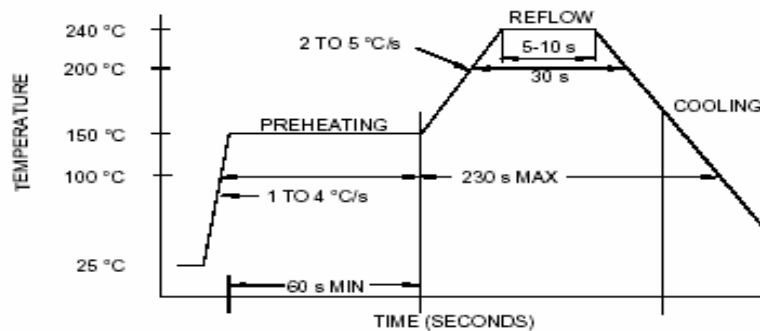 REFLOW
240 °C
2 TO 5 °C/s
5-10 s
200 °C
30 s
COOLING
PREHEATING
150 °C
TEMPERATURE
100 °C
230 s MAX
1 TO 4 °C/s
25 °C
60 s MIN
TIME (SECONDS)